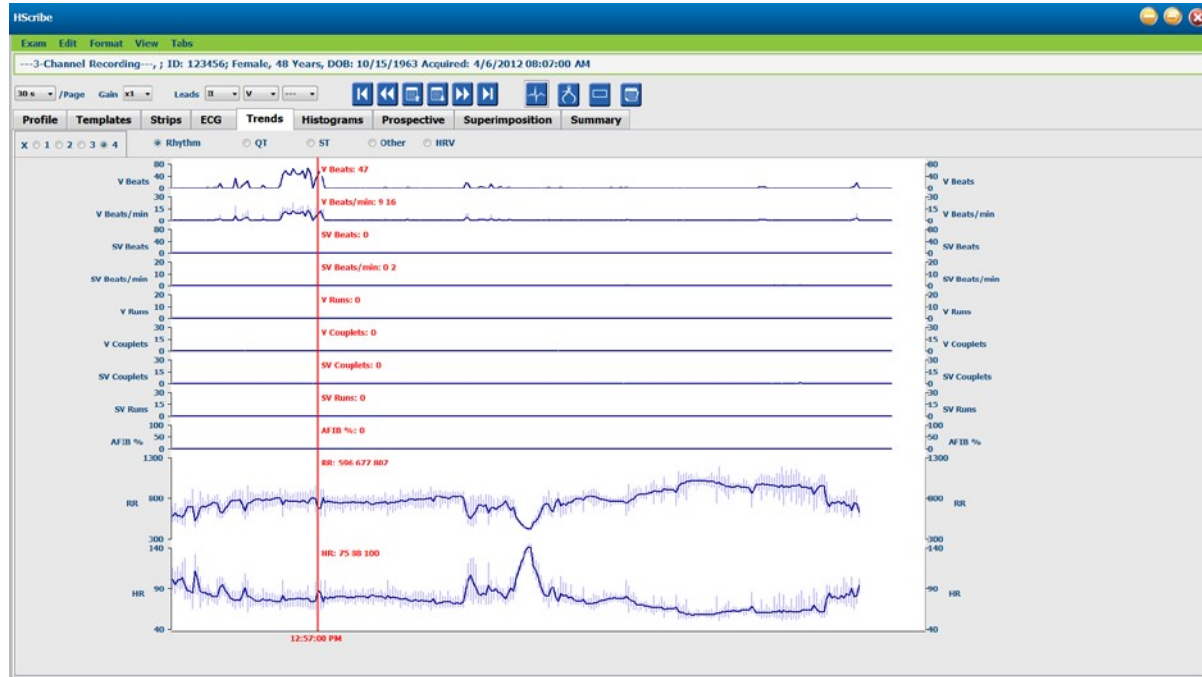 HScribe
Exam Edit Format View Tabs
---3-Channel Recording---, ; ID: 123456; Female, 48 Years, DOB: 10/15/1963 Acquired: 4/6/2012 08:07:00 AM
30 s /Page Gain x1 Leads II V ---
Profile Templates Strips ECG Trends Histograms Prospective Superimposition Summary
X 1 2 3 4 Rhythm QT ST Other HRV
80
40
0
V Beats
V Beats: 47
80
40
0
V Beats
30
15
0
V Beats/min
V Beats/min: 9 16
30
15
0
V Beats/min
80
40
0
SV Beats
SV Beats: 0
80
40
0
SV Beats
20
10
0
SV Beats/min
SV Beats/min: 0 2
20
10
0
SV Beats/min
20
10
0
V Runs
V Runs: 0
20
10
0
V Runs
30
15
0
V Couplets
V Couplets: 0
30
15
0
V Couplets
30
15
0
SV Couplets
SV Couplets: 0
30
15
0
SV Couplets
30
15
0
SV Runs
SV Runs: 0
30
15
0
SV Runs
100
50
0
AFIB %
AFIB %: 0
100
50
0
AFIB %
1300
800
300
RR
RR: 596 677 807
1300
800
300
RR
140
90
40
HR
HR: 75 88 100
140
90
40
HR
12:57:00 PM